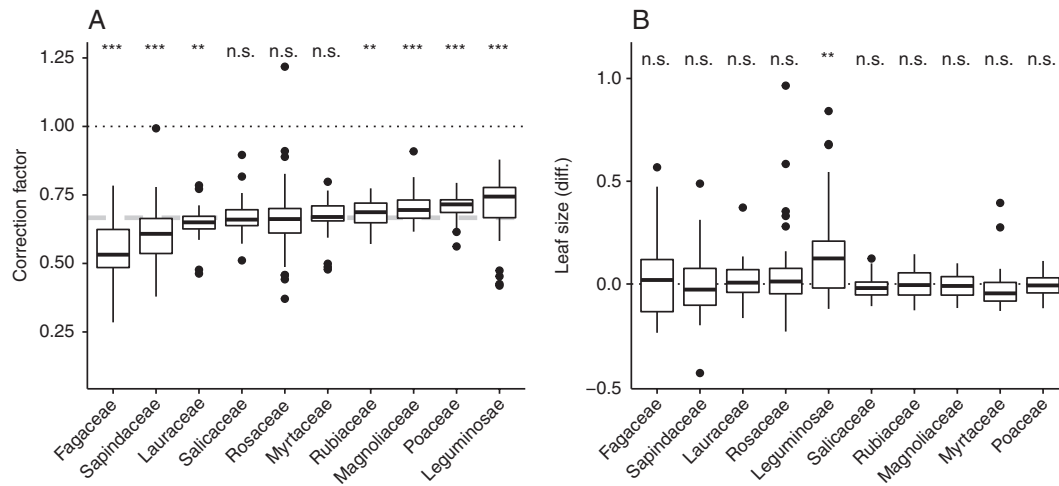 A
*** *** ** n.s. n.s. n.s. ** *** *** ***
1.25
1.00
0.75
0.50
0.25
Correction factor
Fagaceae
Sapindaceae
Lauraceae
Salicaceae
Rosaceae
Myrtaceae
Rubiaceae
Magnoliaceae
Poaceae
Leguminosae
B
n.s. n.s. n.s. n.s. ** n.s. n.s. n.s. n.s. n.s.
1.0
0.5
0.0
−0.5
Leaf size (diff.)
Fagaceae
Sapindaceae
Lauraceae
Rosaceae
Leguminosae
Salicaceae
Rubiaceae
Magnoliaceae
Myrtaceae
Poaceae